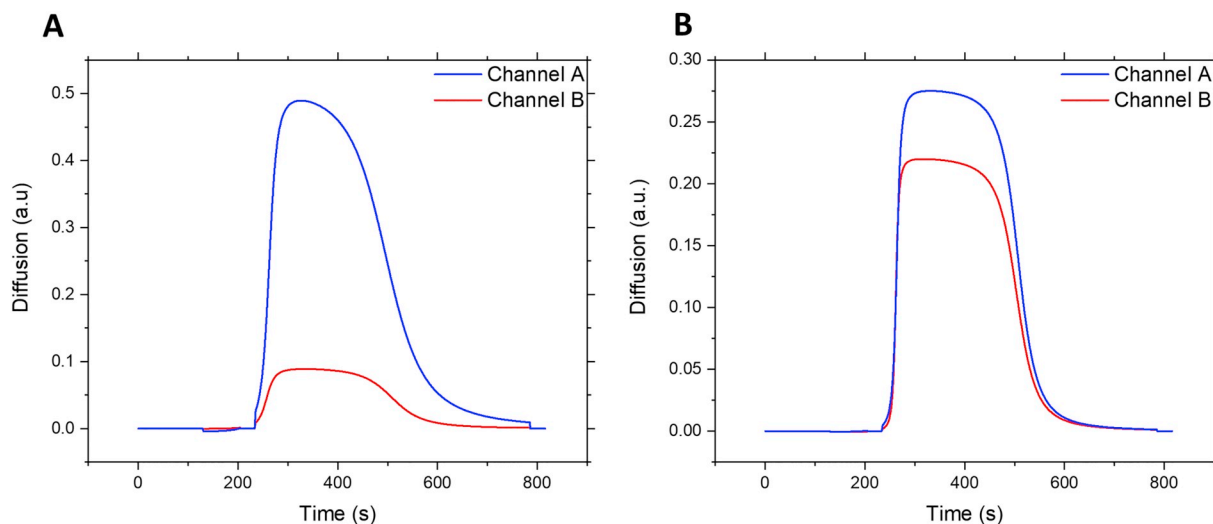 A
Channel A
Channel B
0.5
0.4
0.3
0.2
0.1
0.0
Diffusion (a.u)
0
200
400
600
800
Time (s)
B
Channel A
Channel B
0.30
0.25
0.20
0.15
0.10
0.05
0.00
Diffusion (a.u.)
0
200
400
600
800
Time (s)